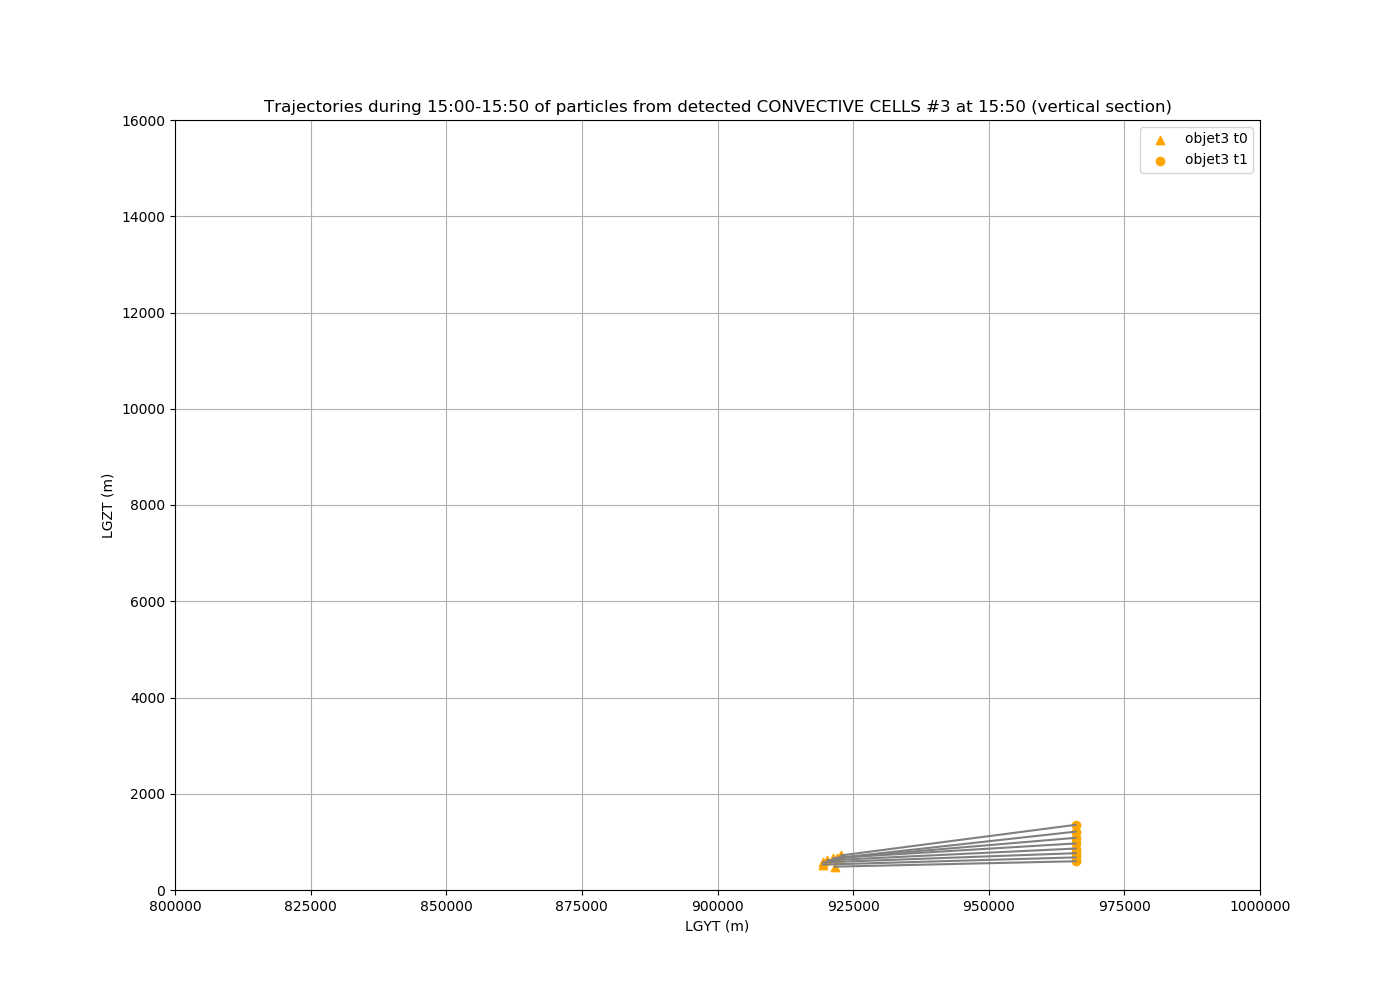 Trajectories during 15:00-15:50 of particles from detected CONVECTIVE CELLS #3 at 15:50 (vertical section)
objet3 t0
objet3 t1
16000
14000
12000
10000
8000
6000
4000
2000
0
LGZT (m)
800000 825000 850000 875000 900000 925000 950000 975000 1000000
LGYT (m)